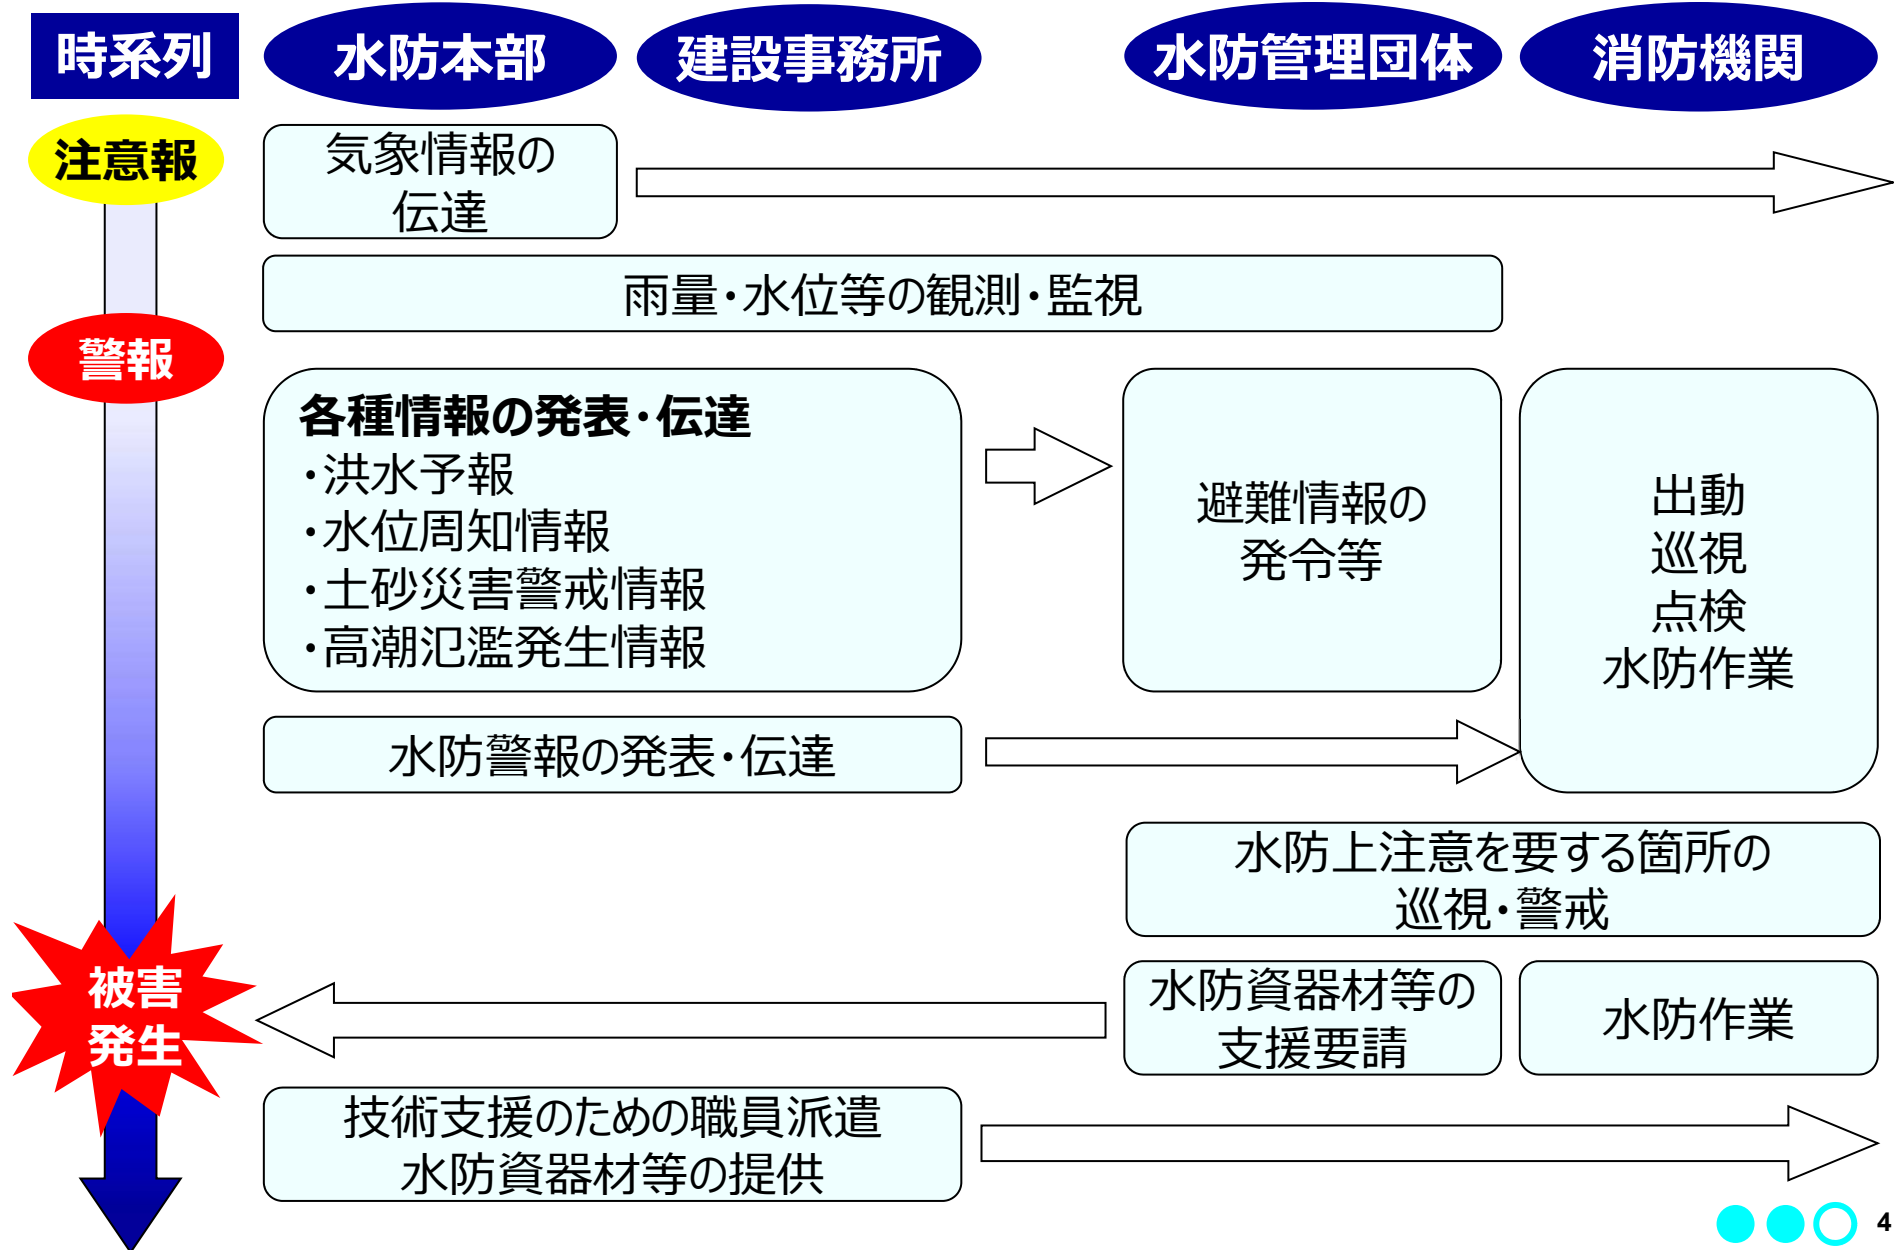 時系列
水防本部
建設事務所
水防管理団体
消防機関
注意報
気象情報の
伝達
雨量・水位等の観測・監視
警報
各種情報の発表・伝達
・洪水予報
・水位周知情報
・土砂災害警戒情報
・高潮氾濫発生情報
避難情報の
発令等
出動
巡視
点検
水防作業
水防警報の発表・伝達
水防上注意を要する箇所の
巡視・警戒
被害
発生
水防資器材等の
支援要請
水防作業
技術支援のための職員派遣
水防資器材等の提供
4